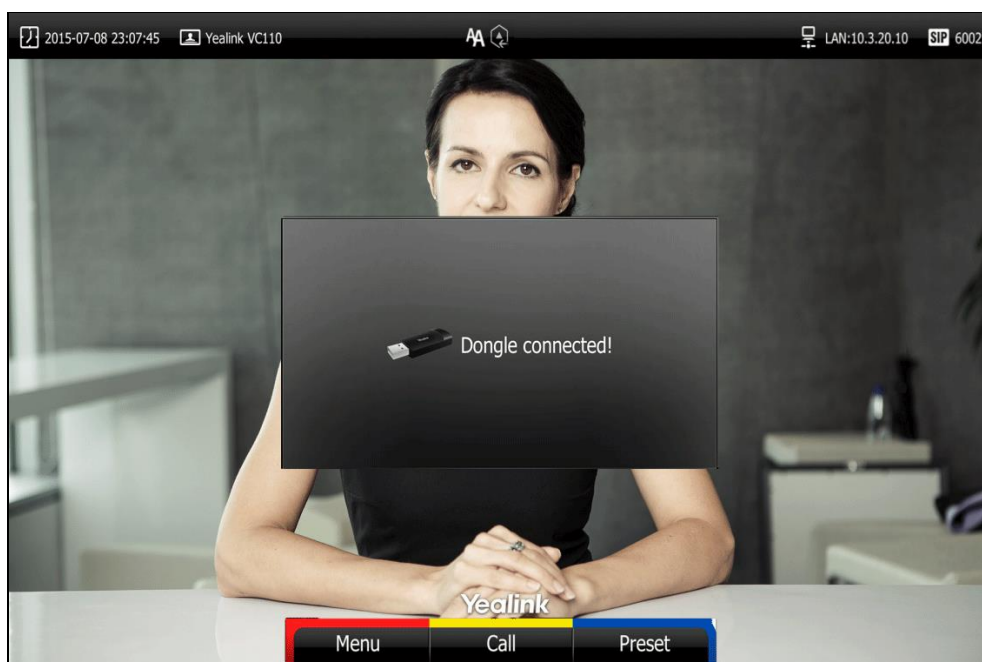 2015-07-08 23:07:45 Yealink VC110 AA LAN:10.3.20.10 SIP 6002
Dongle connected!
Yealink
Menu Call Preset